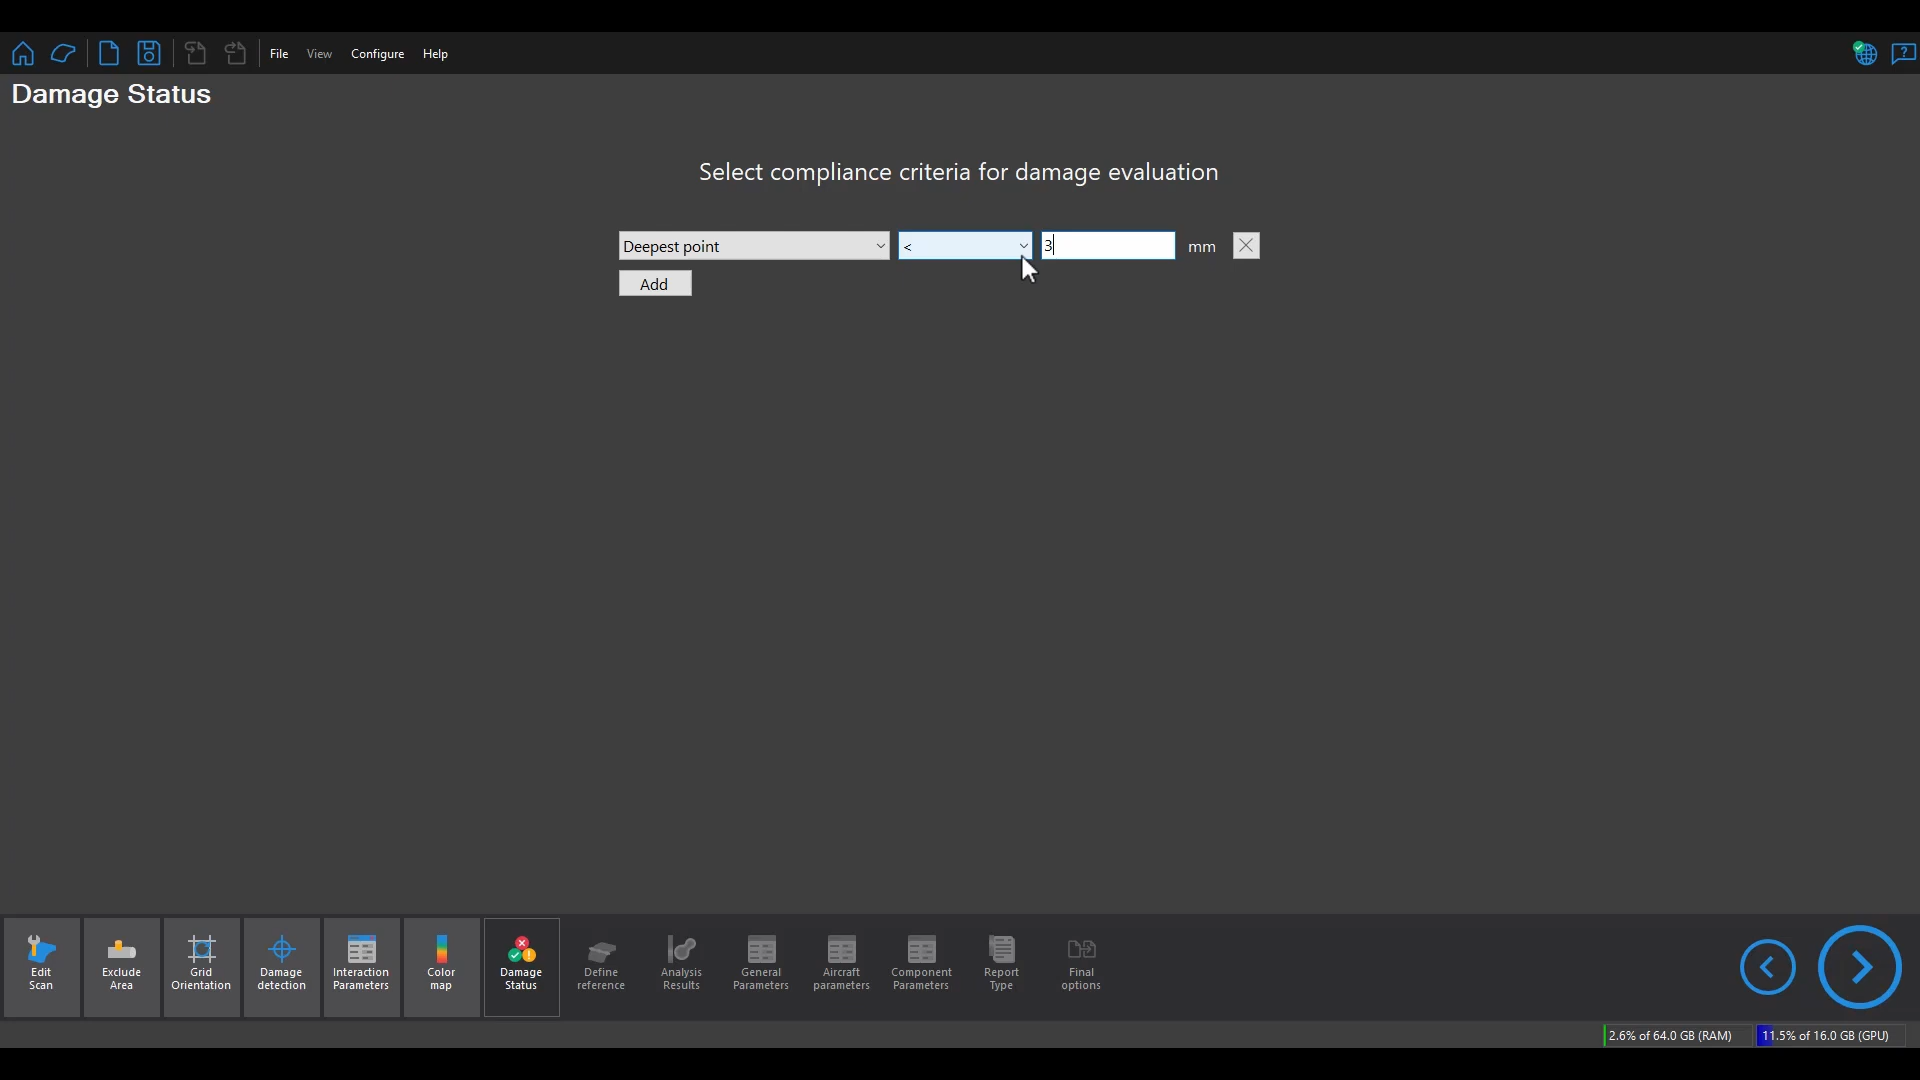 File View Configure Help
Damage Status
Select compliance criteria for damage evaluation
Deepest point < 3 mm
Add
Edit Scan
Exclude Area
Grid Orientation
Damage detection
Interaction Parameters
Color map
Damage Status
Define reference
Analysis Results
General Parameters
Aircraft parameters
Component Parameters
Report Type
Final options
2.6% of 64.0 GB (RAM) 11.5% of 16.0 GB (GPU)